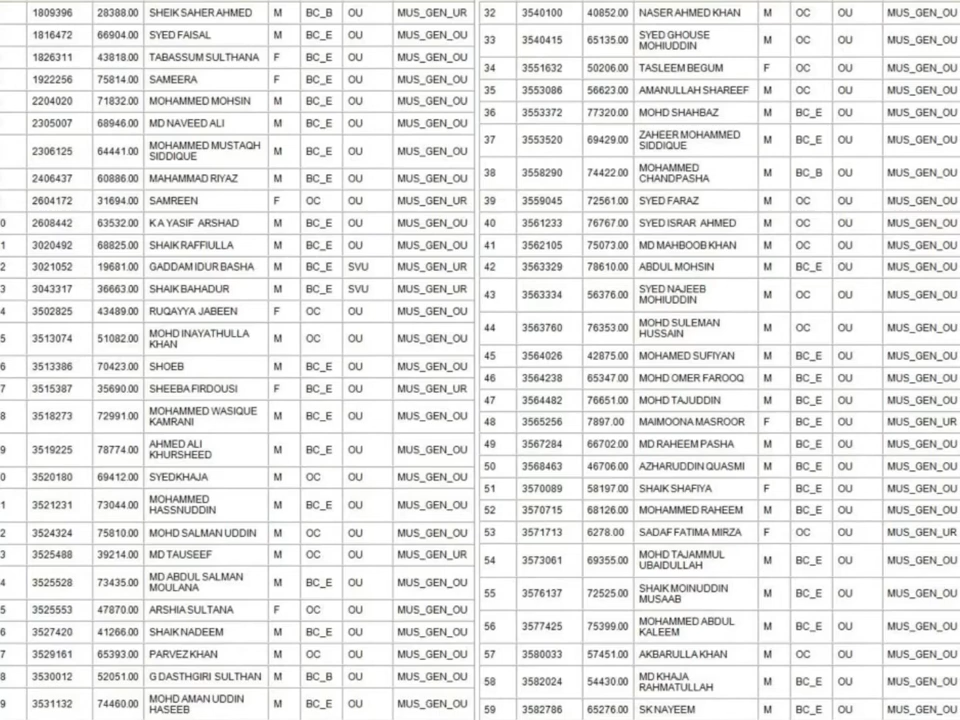 1809396 28388.00 SHEIK SAHER AHMED M BC_B OU MUS_GEN_UR
1816472 66904.00 SYED FAISAL M BC_E OU MUS_GEN_OU
1826311 43818.00 TABASSUM SULTHANA F BC_E OU MUS_GEN_OU
1922256 75814.00 SAMEERA F BC_E OU MUS_GEN_OU
2204020 71832.00 MOHAMMED MOHSIN M BC_E OU MUS_GEN_OU
2305007 68946.00 MD NAVEED ALI M BC_E OU MUS_GEN_OU
2306125 64441.00 MOHAMMED MUSTAQH SIDDIQUE M BC_E OU MUS_GEN_OU
2406437 60886.00 MAHAMMAD RIYAZ M BC_E OU MUS_GEN_OU
2604172 31694.00 SAMREEN F OC OU MUS_GEN_UR
0 2608442 63532.00 K A YASIF ARSHAD M BC_E OU MUS_GEN_OU
1 3020492 68825.00 SHAIK RAFFIULLA M BC_E OU MUS_GEN_OU
2 3021052 19681.00 GADDAM IDUR BASHA M BC_E SVU MUS_GEN_UR
3 3043317 36663.00 SHAIK BAHADUR M BC_E SVU MUS_GEN_UR
4 3502825 43489.00 RUQAYYA JABEEN F OC OU MUS_GEN_OU
5 3513074 51082.00 MOHD INAYATHULLA KHAN M OC OU MUS_GEN_OU
6 3513386 70423.00 SHOEB M BC_E OU MUS_GEN_OU
7 3515387 35690.00 SHEEBA FIRDOUSI F BC_E OU MUS_GEN_UR
8 3518273 72991.00 MOHAMMED WASIQUE KAMRANI M BC_E OU MUS_GEN_OU
9 3519225 78774.00 AHMED ALI KHURSHEED M BC_E OU MUS_GEN_OU
0 3520180 69412.00 SYEDKHAJA M OC OU MUS_GEN_OU
1 3521231 73044.00 MOHAMMED HASSNUDDIN M BC_E OU MUS_GEN_OU
2 3524324 75810.00 MOHD SALMAN UDDIN M OC OU MUS_GEN_OU
3 3525488 39214.00 MD TAUSEEF M OC OU MUS_GEN_UR
4 3525528 73435.00 MD ABDUL SALMAN MOULANA M BC_E OU MUS_GEN_OU
5 3525553 47870.00 ARSHIA SULTANA F OC OU MUS_GEN_OU
6 3527420 41266.00 SHAIK NADEEM M BC_E OU MUS_GEN_OU
7 3529161 65393.00 PARVEZ KHAN M OC OU MUS_GEN_OU
8 3530012 52051.00 G DASTHGIRI SULTHAN M BC_B OU MUS_GEN_OU
9 3531132 74460.00 MOHD AMAN UDDIN HASEEB M BC_E OU MUS_GEN_OU
32 3540100 40852.00 NASER AHMED KHAN M OC OU MUS_GEN_OU
33 3540415 65135.00 SYED GHOUSE MOHIUDDIN M OC OU MUS_GEN_OU
34 3551632 50206.00 TASLEEM BEGUM F OC OU MUS_GEN_OU
35 3553086 56623.00 AMANULLAH SHAREEF M OC OU MUS_GEN_OU
36 3553372 77320.00 MOHD SHAHBAZ M BC_E OU MUS_GEN_OU
37 3553520 69429.00 ZAHEER MOHAMMED SIDDIQUE M BC_E OU MUS_GEN_OU
38 3558290 74422.00 MOHAMMED CHANDPASHA M BC_B OU MUS_GEN_OU
39 3559045 72561.00 SYED FARAZ M OC OU MUS_GEN_OU
40 3561233 76767.00 SYED ISRAR AHMED M OC OU MUS_GEN_OU
41 3562105 75073.00 MD MAHBOOB KHAN M OC OU MUS_GEN_OU
42 3563329 78610.00 ABDUL MOHSIN M BC_E OU MUS_GEN_OU
43 3563334 56376.00 SYED NAJEEB MOHIUDDIN M OC OU MUS_GEN_OU
44 3563760 76353.00 MOHD SULEMAN HUSSAIN M OC OU MUS_GEN_OU
45 3564026 42875.00 MOHAMED SUFIYAN M BC_E OU MUS_GEN_OU
46 3564238 65347.00 MOHD OMER FAROOQ M BC_E OU MUS_GEN_OU
47 3564482 76651.00 MOHD TAJUDDIN M BC_E OU MUS_GEN_OU
48 3565256 7897.00 MAIMOONA MASROOR F BC_E OU MUS_GEN_UR
49 3567284 66702.00 MD RAHEEM PASHA M BC_E OU MUS_GEN_OU
50 3568463 46706.00 AZHARUDDIN QUASMI M BC_E OU MUS_GEN_OU
51 3570089 58197.00 SHAIK SHAFIYA F BC_E OU MUS_GEN_OU
52 3570715 68126.00 MOHAMMED RAHEEM M BC_E OU MUS_GEN_OU
53 3571713 6278.00 SADAF FATIMA MIRZA F OC OU MUS_GEN_UR
54 3573061 69355.00 MOHD TAJAMMUL UBAIDULLAH M BC_E OU MUS_GEN_OU
55 3576137 72525.00 SHAIK MOINUDDIN MUSAAB M BC_E OU MUS_GEN_OU
56 3577425 75399.00 MOHAMMED ABDUL KALEEM M BC_E OU MUS_GEN_OU
57 3580033 57451.00 AKBARULLA KHAN M OC OU MUS_GEN_OU
58 3582024 54430.00 MD KHAJA RAHMATULLAH M BC_E OU MUS_GEN_OU
59 3582786 65276.00 SK NAYEEM M BC_E OU MUS_GEN_OU